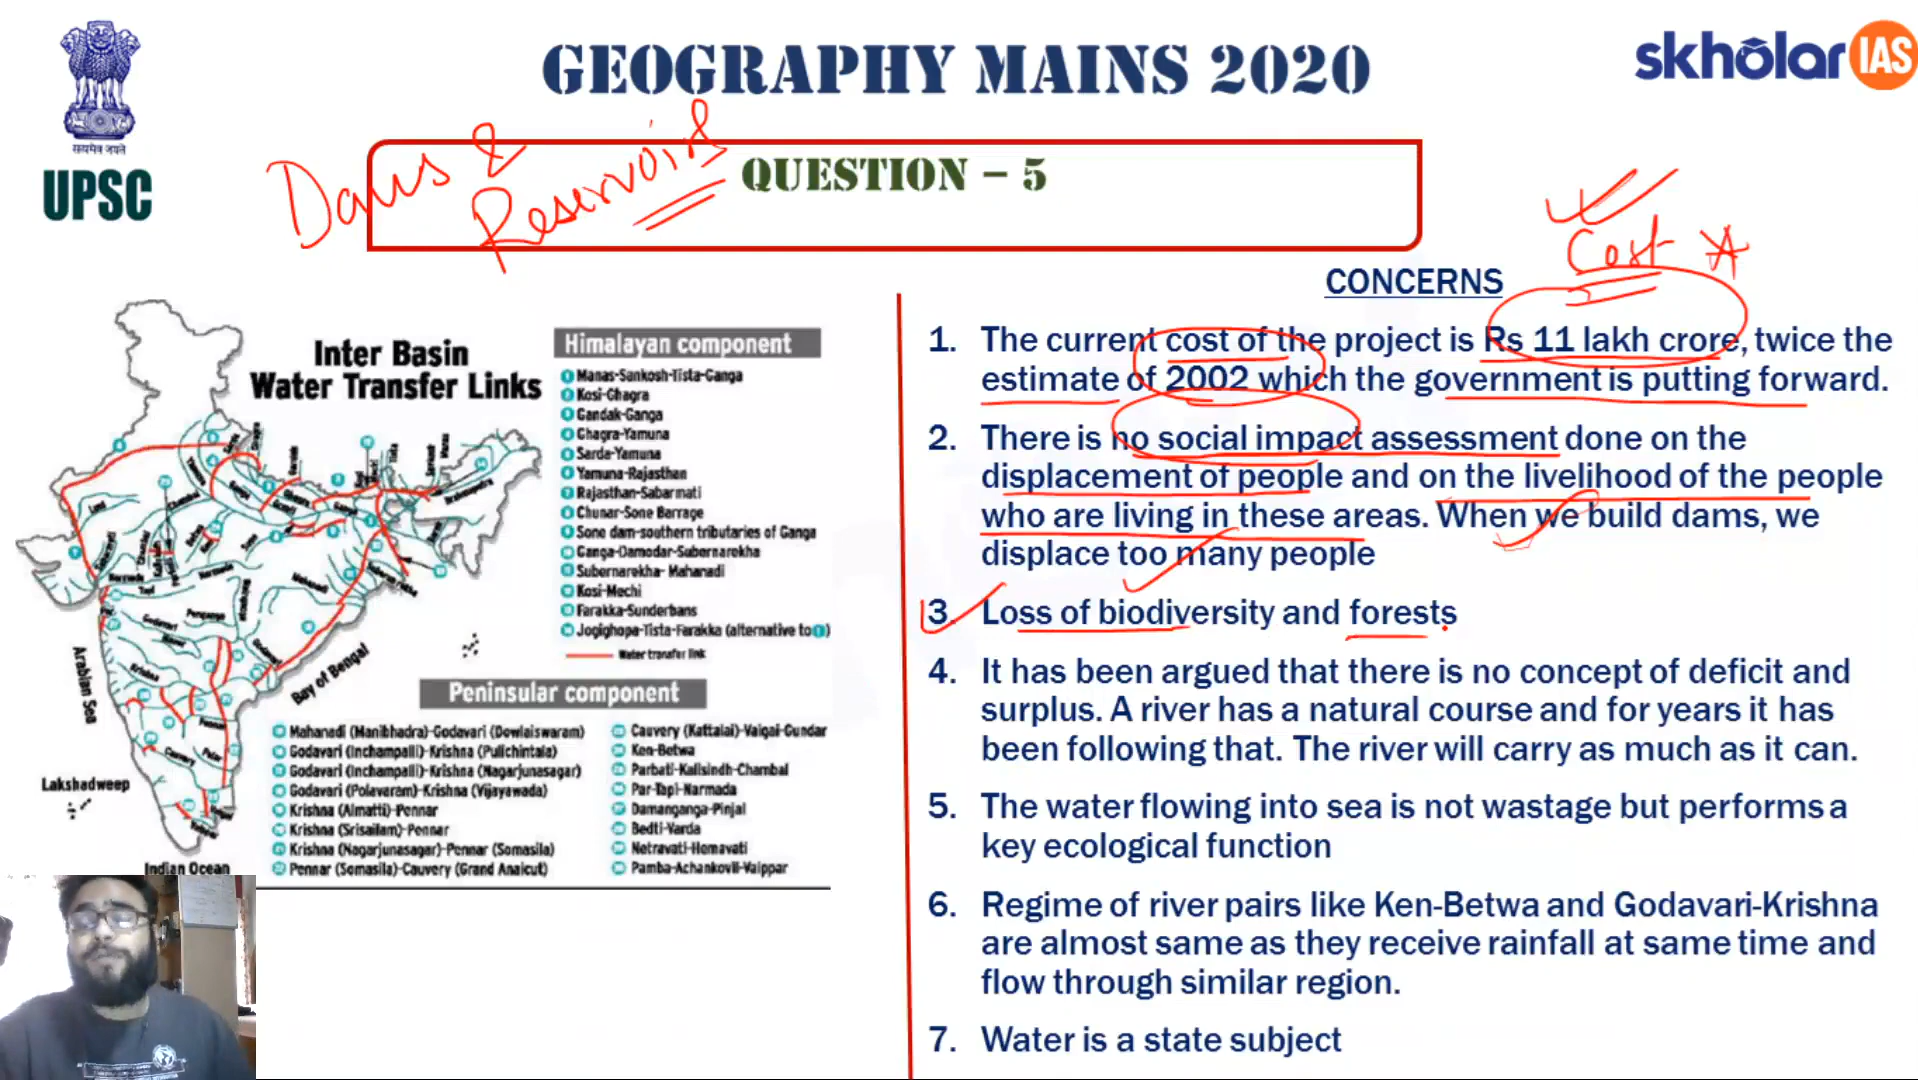 GEOGRAPHY MAINS 2020
skholar IAS
सत्यमेव जयते
UPSC
Dams &
Reservoirs
QUESTION – 5
Cost
CONCERNS
1. The current cost of the project is Rs 11 lakh crore, twice the
estimate of 2002 which the government is putting forward.
2. There is no social impact assessment done on the
displacement of people and on the livelihood of the people
who are living in these areas. When we build dams, we
displace too many people
3. Loss of biodiversity and forests
4. It has been argued that there is no concept of deficit and
surplus. A river has a natural course and for years it has
been following that. The river will carry as much as it can.
5. The water flowing into sea is not wastage but performs a
key ecological function
6. Regime of river pairs like Ken-Betwa and Godavari-Krishna
are almost same as they receive rainfall at same time and
flow through similar region.
7. Water is a state subject
Inter Basin
Water Transfer Links
Himalayan component
Manas-Sankosh-Tista-Ganga
Kosi-Ghagra
Gandak-Ganga
Ghagra-Yamuna
Sarda-Yamuna
Yamuna-Rajasthan
Rajasthan-Sabarmati
Chunar-Sone Barrage
Sone dam-southern tributaries of Ganga
Ganga-Damodar-Subernarekha
Subernarekha- Mahanadi
Kosi-Mechi
Farakka-Sunderbans
Jogighopa-Tista-Farakka (alternative to 1)
Water transfer link
Peninsular component
Mahanadi (Manibhadra)-Godavari (Dowlaiswaram)
Godavari (Inchampalli)-Krishna (Pulichintala)
Godavari (Inchampalli)-Krishna (Nagarjunasagar)
Godavari (Polavaram)-Krishna (Vijayawada)
Krishna (Almatti)-Pennar
Krishna (Srisailam)-Pennar
Krishna (Nagarjunasagar)-Pennar (Somasila)
Pennar (Somasila)-Cauvery (Grand Anaicut)
Cauvery (Kattalai)-Vaigai-Gundar
Ken-Betwa
Parbati-Kalisindh-Chambal
Par-Tapi-Narmada
Damanganga-Pinjal
Bedti-Varda
Netravati-Hemavati
Pamba-Achankovil-Vaippar
Arabian Sea
Bay of Bengal
Lakshadweep
Indian Ocean